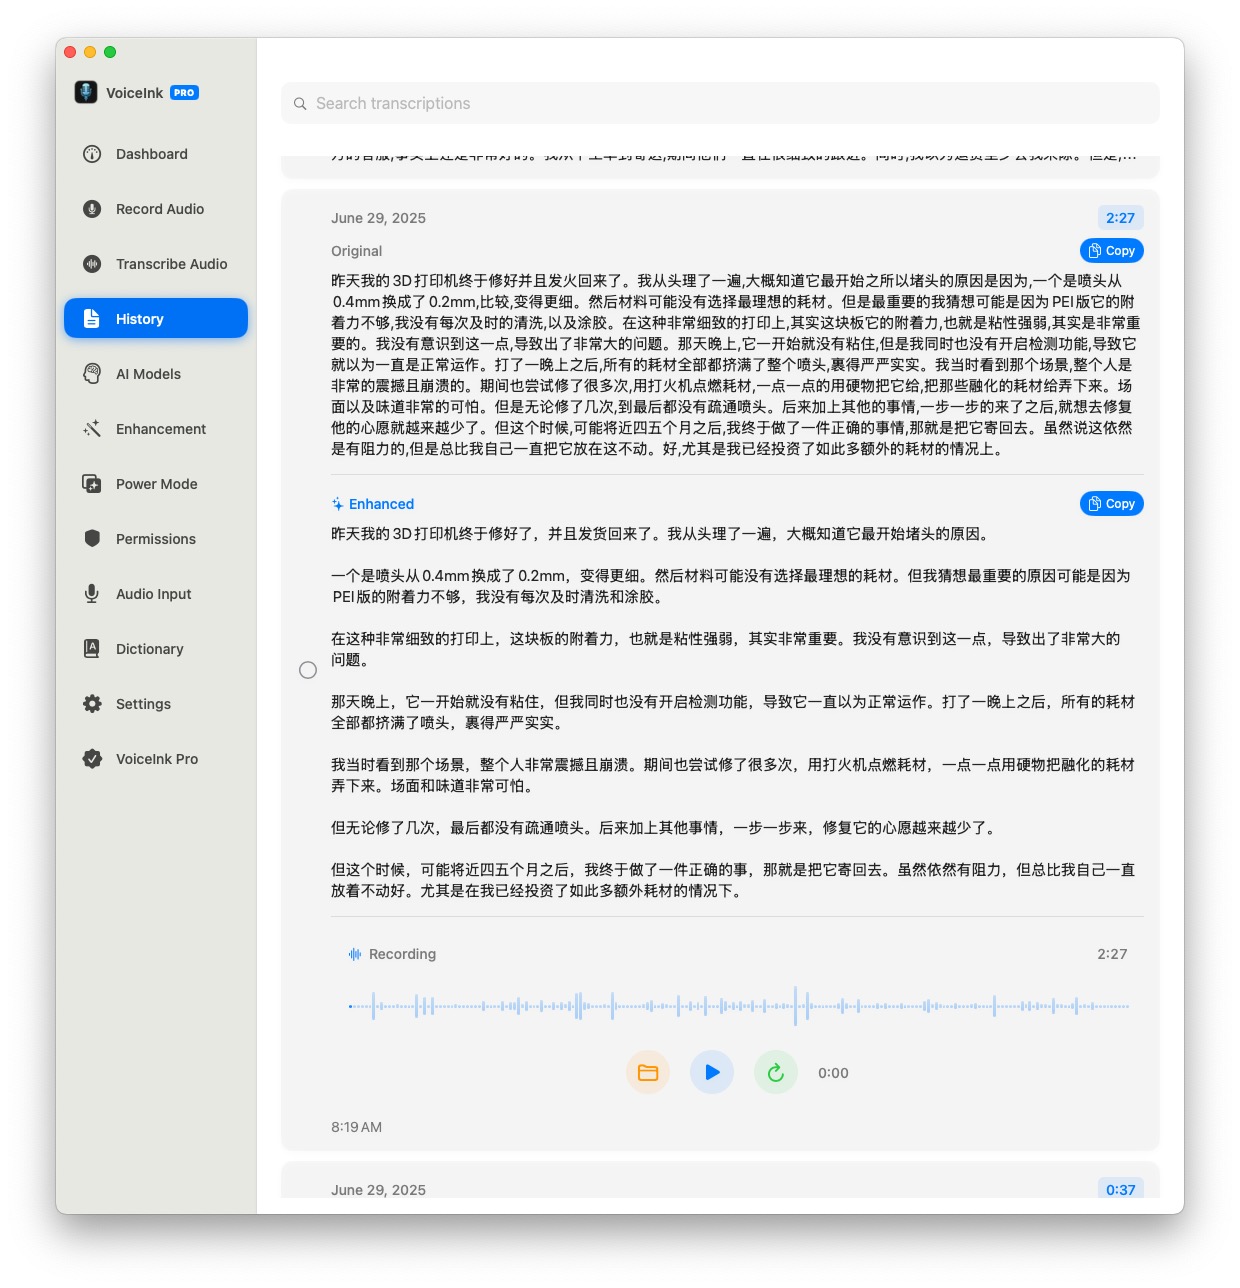 VoiceInk PRO
Dashboard
Record Audio
Transcribe Audio
History
AI Models
Enhancement
Power Mode
Permissions
Audio Input
Dictionary
Settings
VoiceInk Pro
Search transcriptions
June 29, 2025
2:27
Original
Copy
昨天我的3D打印机终于修好并且发火回来了。我从头理了一遍,大概知道它最开始之所以堵头的原因是因为,一个是喷头从
0.4mm换成了0.2mm,比较,变得更细。然后材料可能没有选择最理想的耗材。但是最重要的我猜想可能是因为PEI版它的附
着力不够,我没有每次及时的清洗,以及涂胶。在这种非常细致的打印上,其实这块板它的附着力,也就是粘性强弱,其实是非常重
要的。我没有意识到这一点,导致出了非常大的问题。那天晚上,它一开始就没有粘住,但是我同时也没有开启检测功能,导致它
就以为一直是正常运作。打了一晚上之后,所有的耗材全部都挤满了整个喷头,裹得严严实实。我当时看到那个场景,整个人是
非常的震撼且崩溃的。期间也尝试修了很多次,用打火机点燃耗材,一点一点的用硬物把它给,把那些融化的耗材给弄下来。场
面以及味道非常的可怕。但是无论修了几次,到最后都没有疏通喷头。后来加上其他的事情,一步一步的来了之后,就想去修复
他的心愿就越来越少了。但这个时候,可能将近四五个月之后,我终于做了一件正确的事情,那就是把它寄回去。虽然说这依然
是有阻力的,但是总比我自己一直把它放在这不动。好,尤其是我已经投资了如此多额外的耗材的情况上。
Enhanced
Copy
昨天我的3D打印机终于修好了，并且发货回来了。我从头理了一遍，大概知道它最开始堵头的原因。
一个是喷头从0.4mm换成了0.2mm，变得更细。然后材料可能没有选择最理想的耗材。但我猜想最重要的原因可能是因为
PEI版的附着力不够，我没有每次及时清洗和涂胶。
在这种非常细致的打印上，这块板的附着力，也就是粘性强弱，其实非常重要。我没有意识到这一点，导致出了非常大的
问题。
那天晚上，它一开始就没有粘住，但我同时也没有开启检测功能，导致它一直以为正常运作。打了一晚上之后，所有的耗材
全部都挤满了喷头，裹得严严实实。
我当时看到那个场景，整个人非常震撼且崩溃。期间也尝试修了很多次，用打火机点燃耗材，一点一点用硬物把融化的耗材
弄下来。场面和味道非常可怕。
但无论修了几次，最后都没有疏通喷头。后来加上其他事情，一步一步来，修复它的心愿越来越少了。
但这个时候，可能将近四五个月之后，我终于做了一件正确的事，那就是把它寄回去。虽然依然有阻力，但总比我自己一直
放着不动好。尤其是在我已经投资了如此多额外耗材的情况下。
Recording
2:27
0:00
8:19 AM
June 29, 2025
0:37